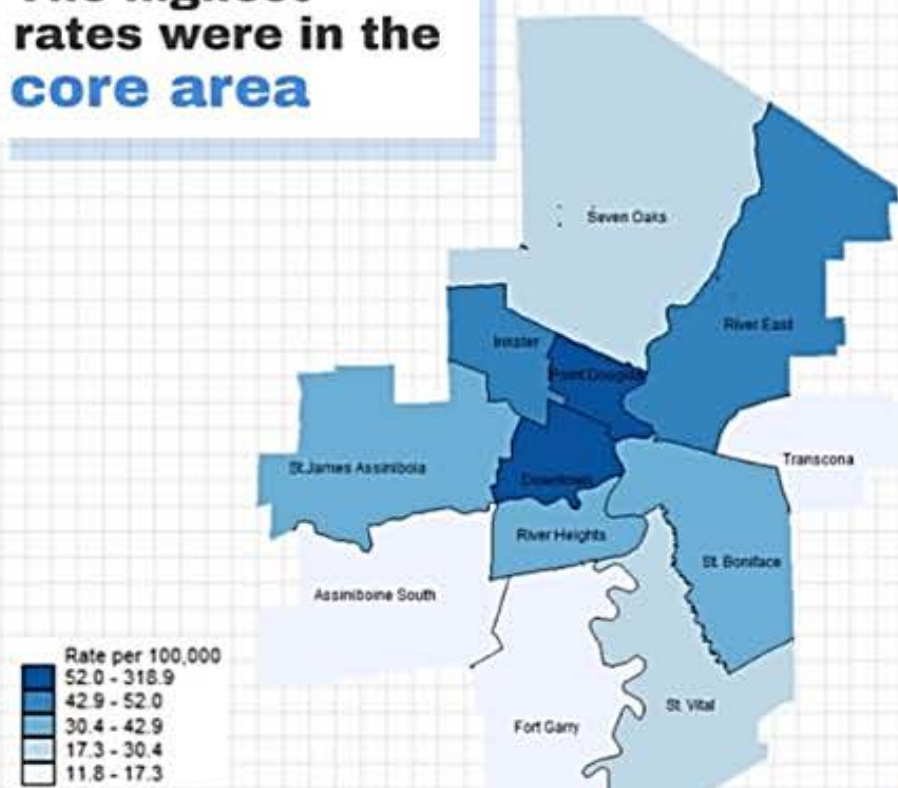 rates were in the
core area
Seven Oaks
River East
Inkster
Point Douglas
Transcona
St.James Assiniboia
Downtown
River Heights
St. Boniface
Assiniboine South
St. Vital
Fort Garry
Rate per 100,000
52.0 - 318.9
42.9 - 52.0
30.4 - 42.9
17.3 - 30.4
11.8 - 17.3